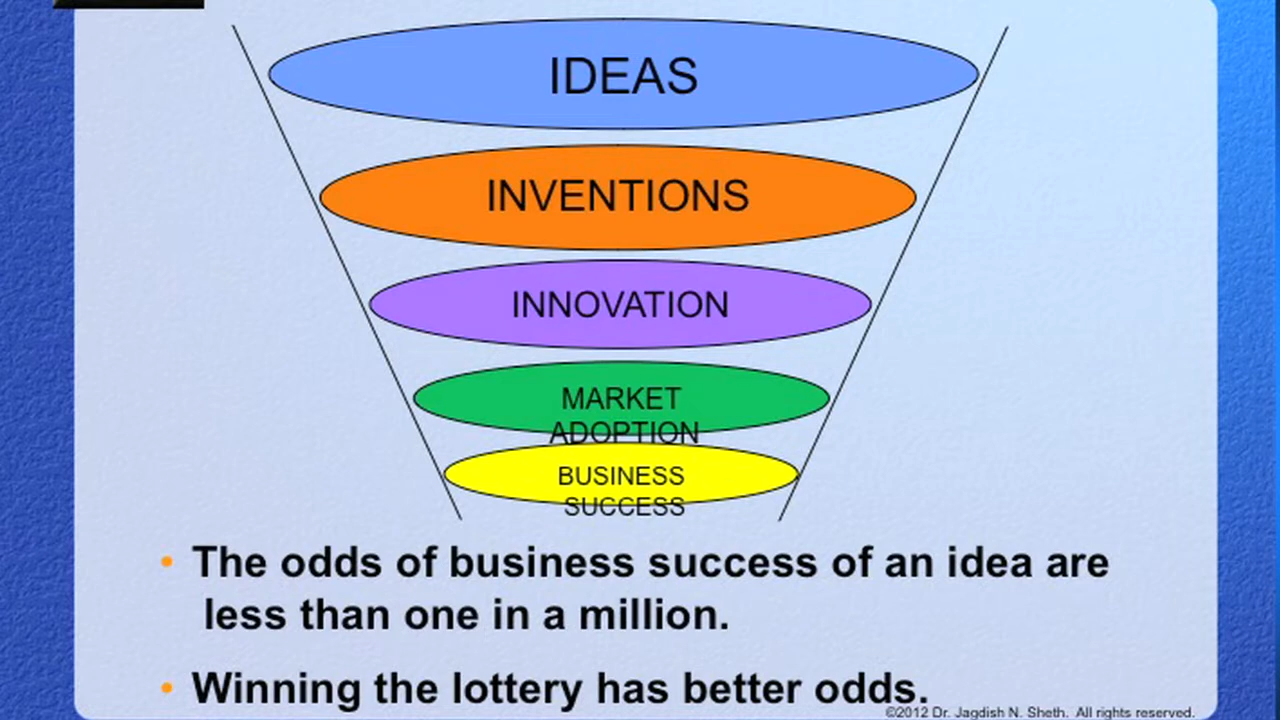 IDEAS
INVENTIONS
INNOVATION
MARKET
ADOPTION
BUSINESS
SUCCESS
• The odds of business success of an idea are
less than one in a million.
• Winning the lottery has better odds.
©2012 Dr. Jagdish N. Sheth. All rights reserved.